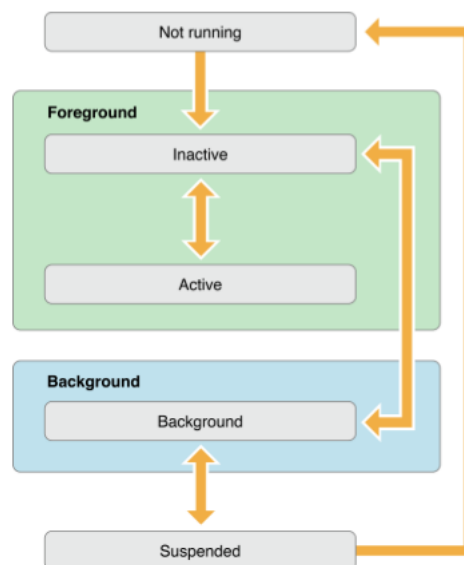 Not running
Foreground
Inactive
Active
Background
Background
Suspended